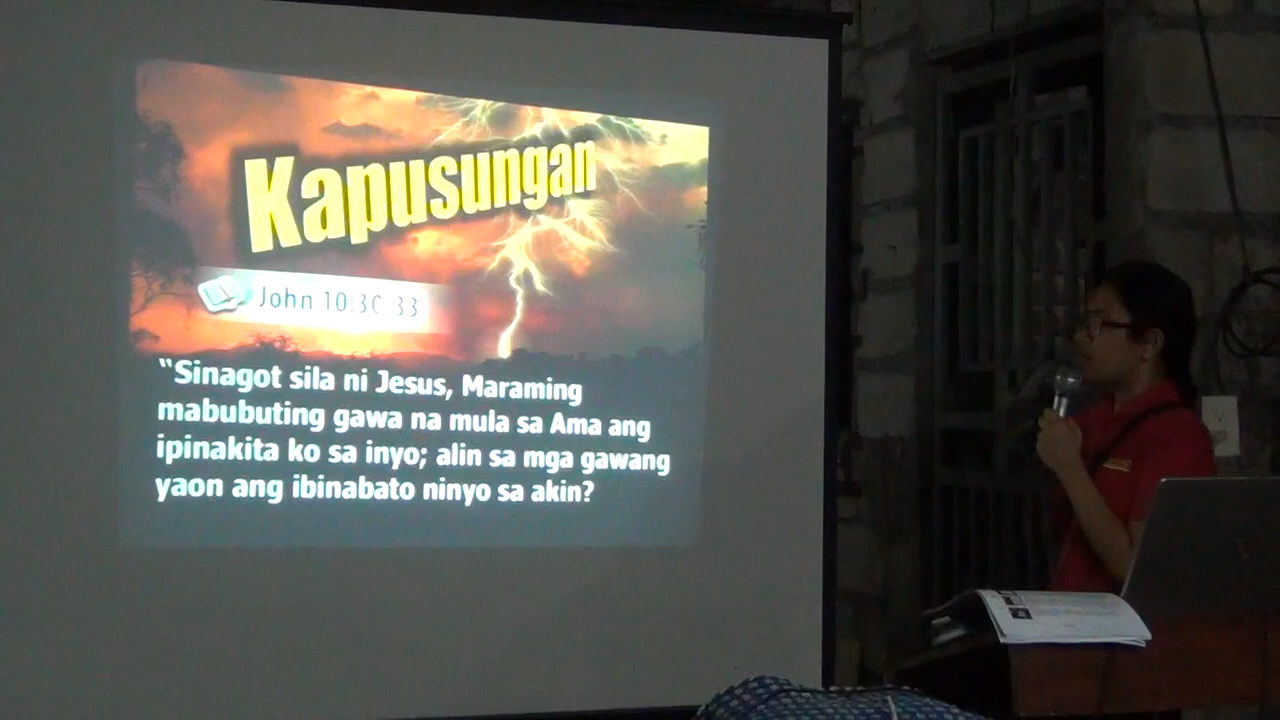 Kapusungan
John 10:30 33
“Sinagot sila ni Jesus, Maraming
mabubuting gawa na mula sa Ama ang
ipinakita ko sa inyo; alin sa mga gawang
yaon ang ibinabato ninyo sa akin?